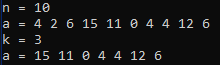 n = 10
a = 4 2 6 15 11 0 4 4 12 6
k = 3
a = 15 11 0 4 4 12 6